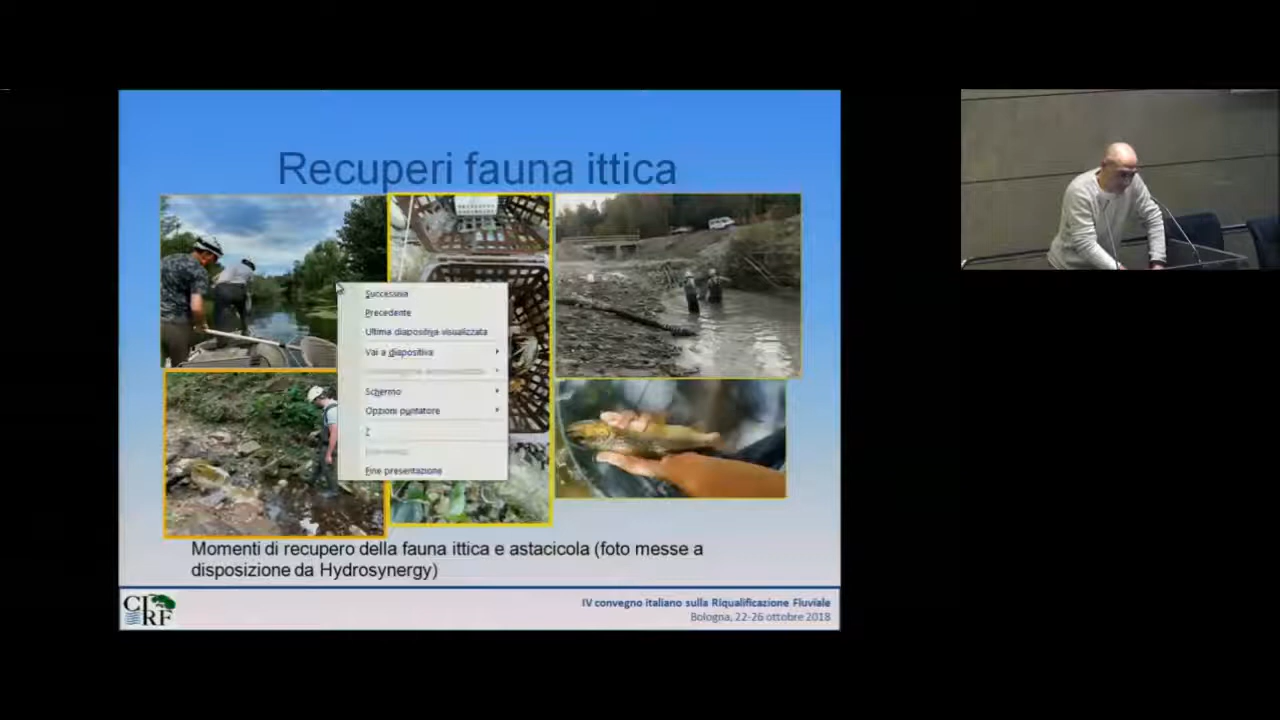 Recuperi fauna ittica
Successiva
Precedente
Ultima diapositiva visualizzata
Vai a diapositiva
Schermo
Opzioni puntatore
?
Fine presentazione
Momenti di recupero della fauna ittica e astacicola (foto messe a
disposizione da Hydrosynergy)
CIRF
IV convegno italiano sulla Riqualificazione Fluviale
Bologna, 22-26 ottobre 2018